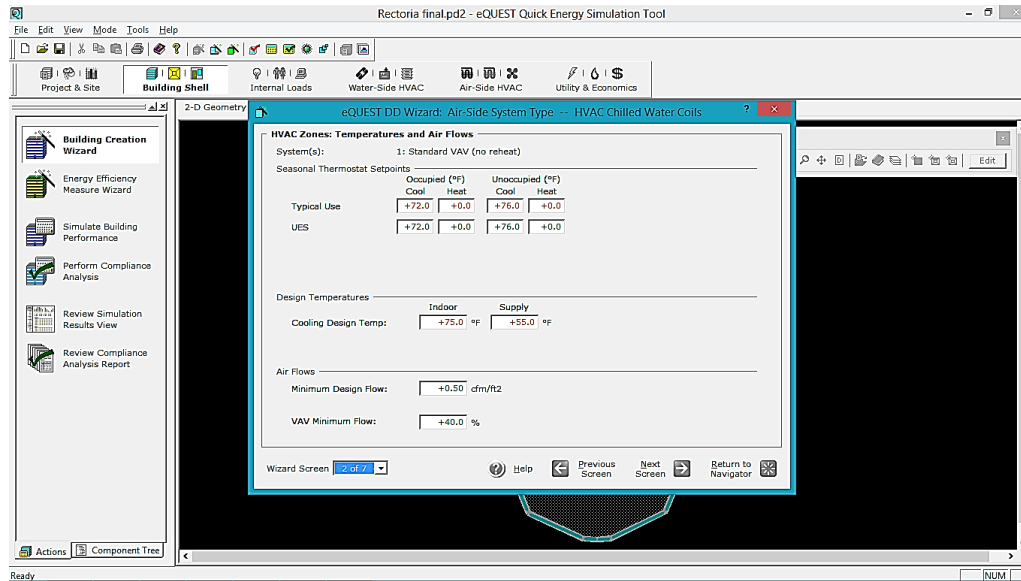 Rectoria final.pd2 - eQUEST Quick Energy Simulation Tool
File Edit View Mode Tools Help
Project & Site Building Shell Internal Loads Water-Side HVAC Air-Side HVAC Utility & Economics
2-D Geometry
Building Creation
Wizard
Energy Efficiency
Measure Wizard
Simulate Building
Performance
Perform Compliance
Analysis
Review Simulation
Results View
Review Compliance
Analysis Report
Actions Component Tree
eQUEST DD Wizard: Air-Side System Type -- HVAC Chilled Water Coils ? x
HVAC Zones: Temperatures and Air Flows
System(s): 1: Standard VAV (no reheat)
Seasonal Thermostat Setpoints
Occupied (°F) Unoccupied (°F)
Cool Heat Cool Heat
Typical Use +72.0 +0.0 +76.0 +0.0
UES +72.0 +0.0 +76.0 +0.0
Design Temperatures
Indoor Supply
Cooling Design Temp: +75.0 °F +55.0 °F
Air Flows
Minimum Design Flow: +0.50 cfm/ft2
VAV Minimum Flow: +40.0 %
Wizard Screen 2 of 7 Help Previous Screen Next Screen Return to Navigator
Edit
Ready NUM